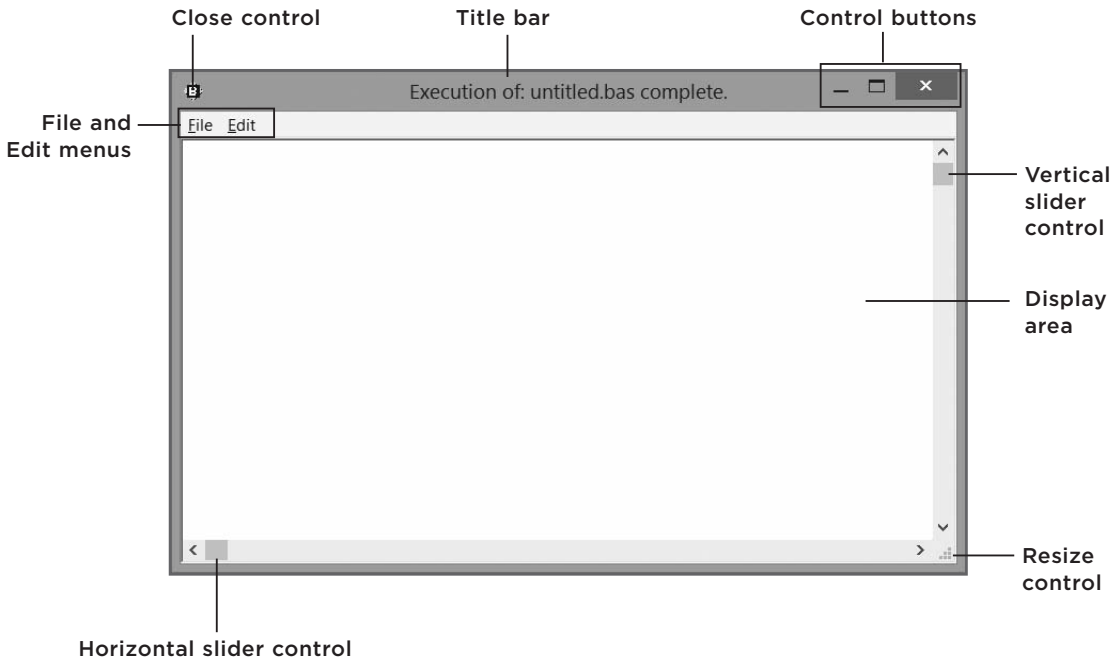 Close control
Title bar
Control buttons
B
Execution of: untitled.bas complete.
File and
Edit menus
File Edit
Vertical
slider
control
Display
area
Resize
control
Horizontal slider control